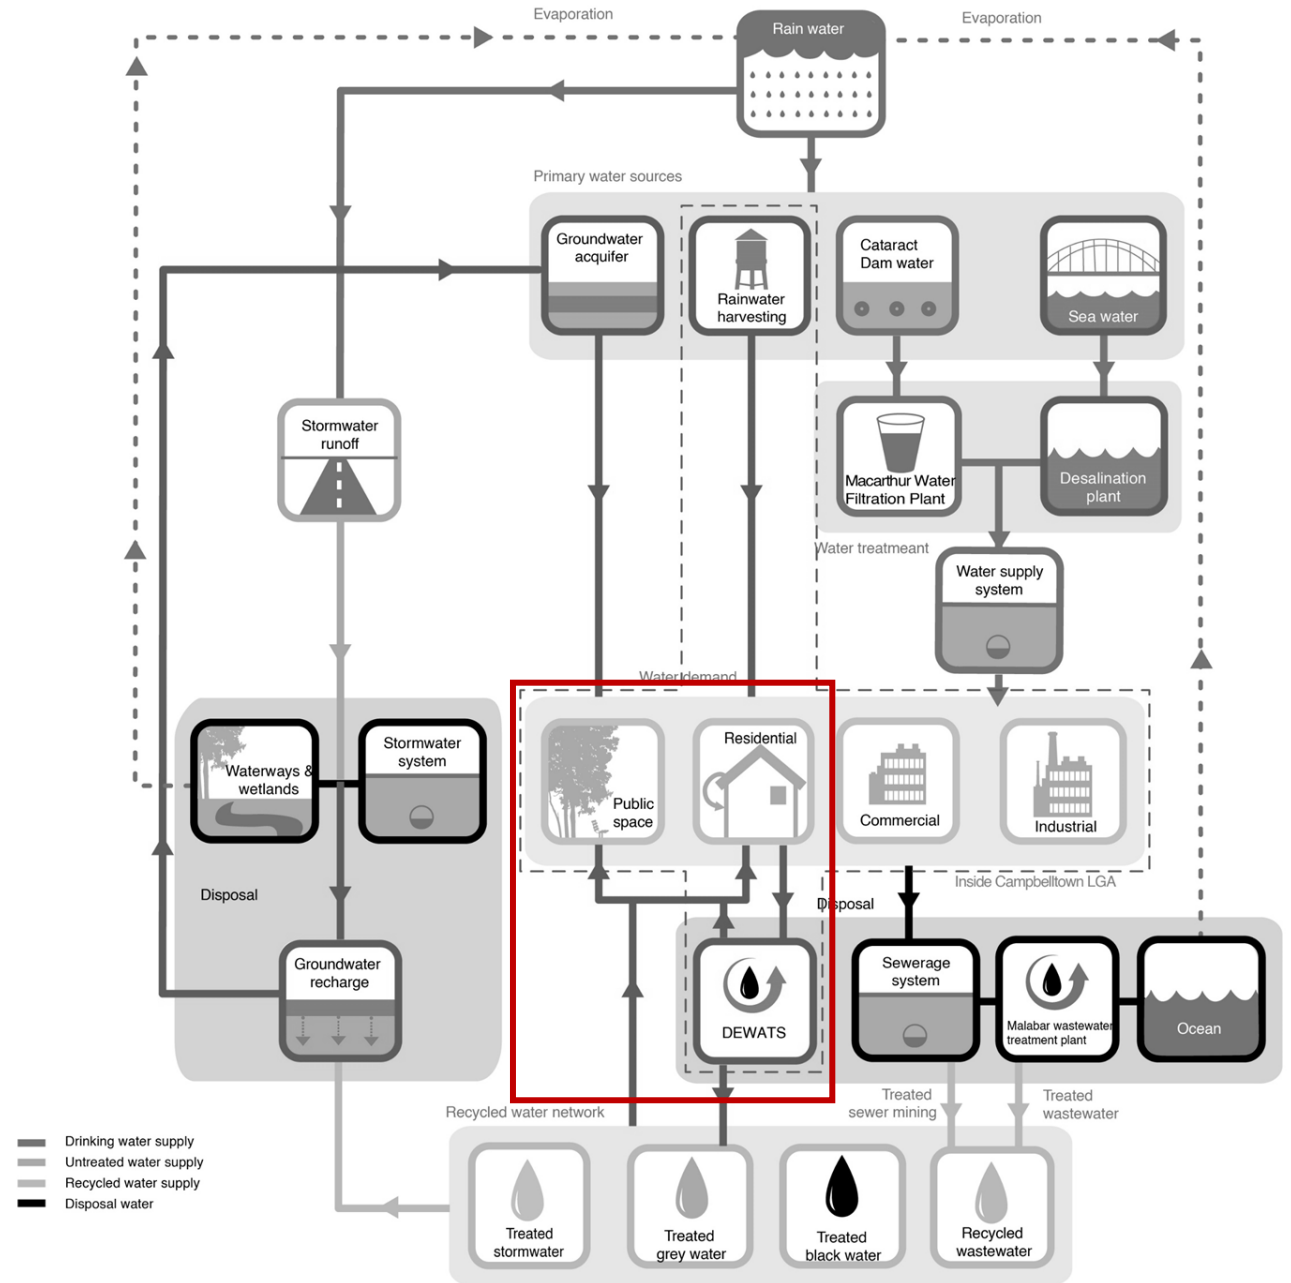 Evaporation
Rain water
Evaporation
Primary water sources
Groundwater
acquifer
Rainwater
harvesting
Cataract
Dam water
Sea water
Stormwater
runoff
Macarthur Water
Filtration Plant
Desalination
plant
Water treatmeant
Water supply
system
Water demand
Waterways &
wetlands
Stormwater
system
Public
space
Residential
Commercial
Industrial
Inside Campbelltown LGA
Disposal
Disposal
Groundwater
recharge
DEWATS
Sewerage
system
Malabar wastewater
treatment plant
Ocean
Treated
sewer mining
Treated
wastewater
Recycled water network
Drinking water supply
Untreated water supply
Recycled water supply
Disposal water
Treated
stormwater
Treated
grey water
Treated
black water
Recycled
wastewater